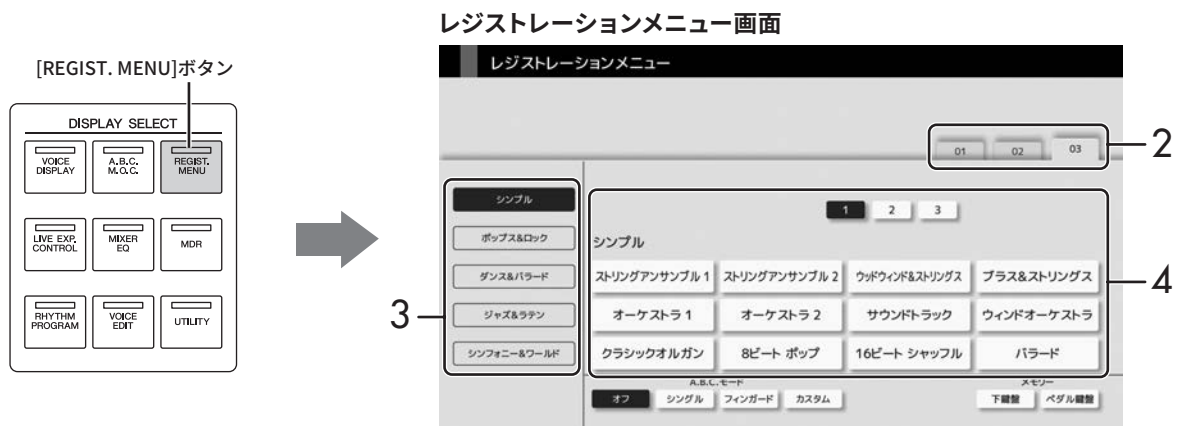 レジストレーションメニュー画面
[REGIST. MENU]ボタン
DISPLAY SELECT
VOICE DISPLAY
A.B.C. M.O.C.
REGIST. MENU
LIVE EXP. CONTROL
MIXER EQ
MDR
RHYTHM PROGRAM
VOICE EDIT
UTILITY
レジストレーションメニュー
01 02 03
2
シンプル
ポップス&ロック
ダンス&バラード
ジャズ&ラテン
シンフォニー&ワールド
3
1 2 3
シンプル
ストリングアンサンブル 1 ストリングアンサンブル 2 ウッドウィンド&ストリングス ブラス&ストリングス
オーケストラ 1 オーケストラ 2 サウンドトラック ウィンドオーケストラ
クラシックオルガン 8ビート ポップ 16ビート シャッフル バラード
4
A.B.C.モード メモリー
オフ シングル フィンガード カスタム 下鍵盤 ペダル鍵盤